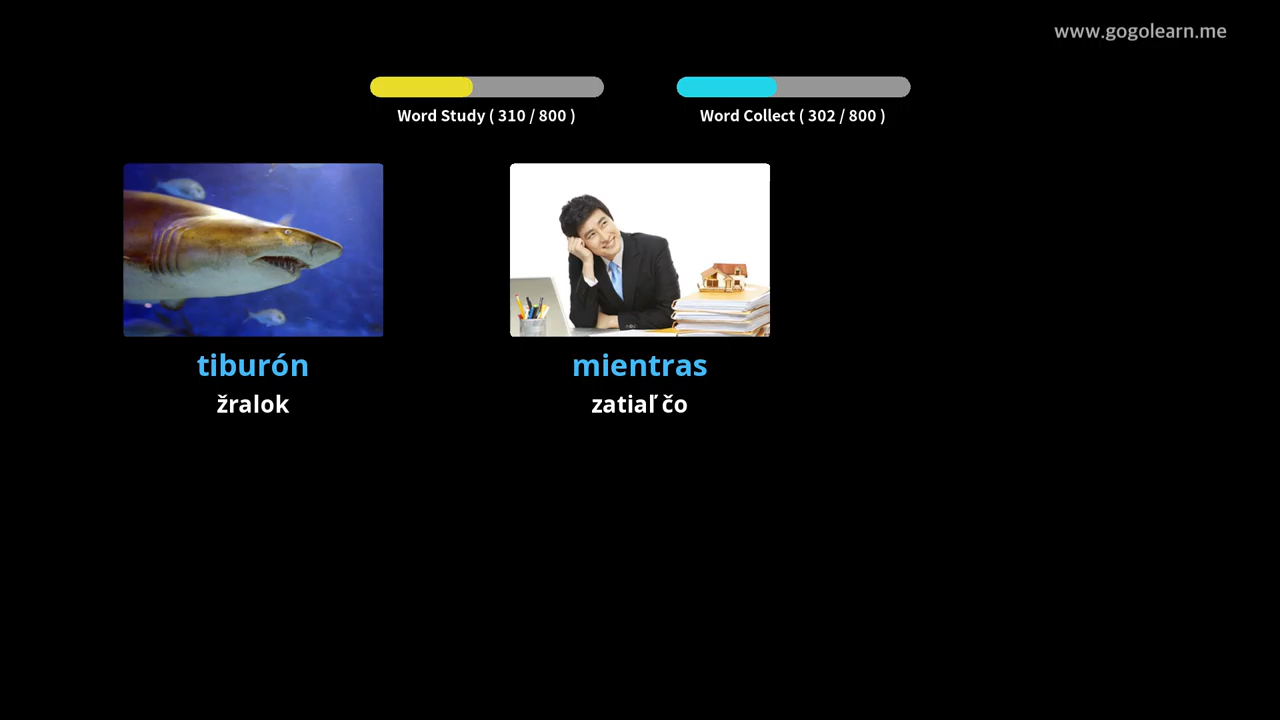 www.gogolearn.me
Word Study ( 310 / 800 )
Word Collect ( 302 / 800 )
tiburón
žralok
mientras
zatiaľ čo